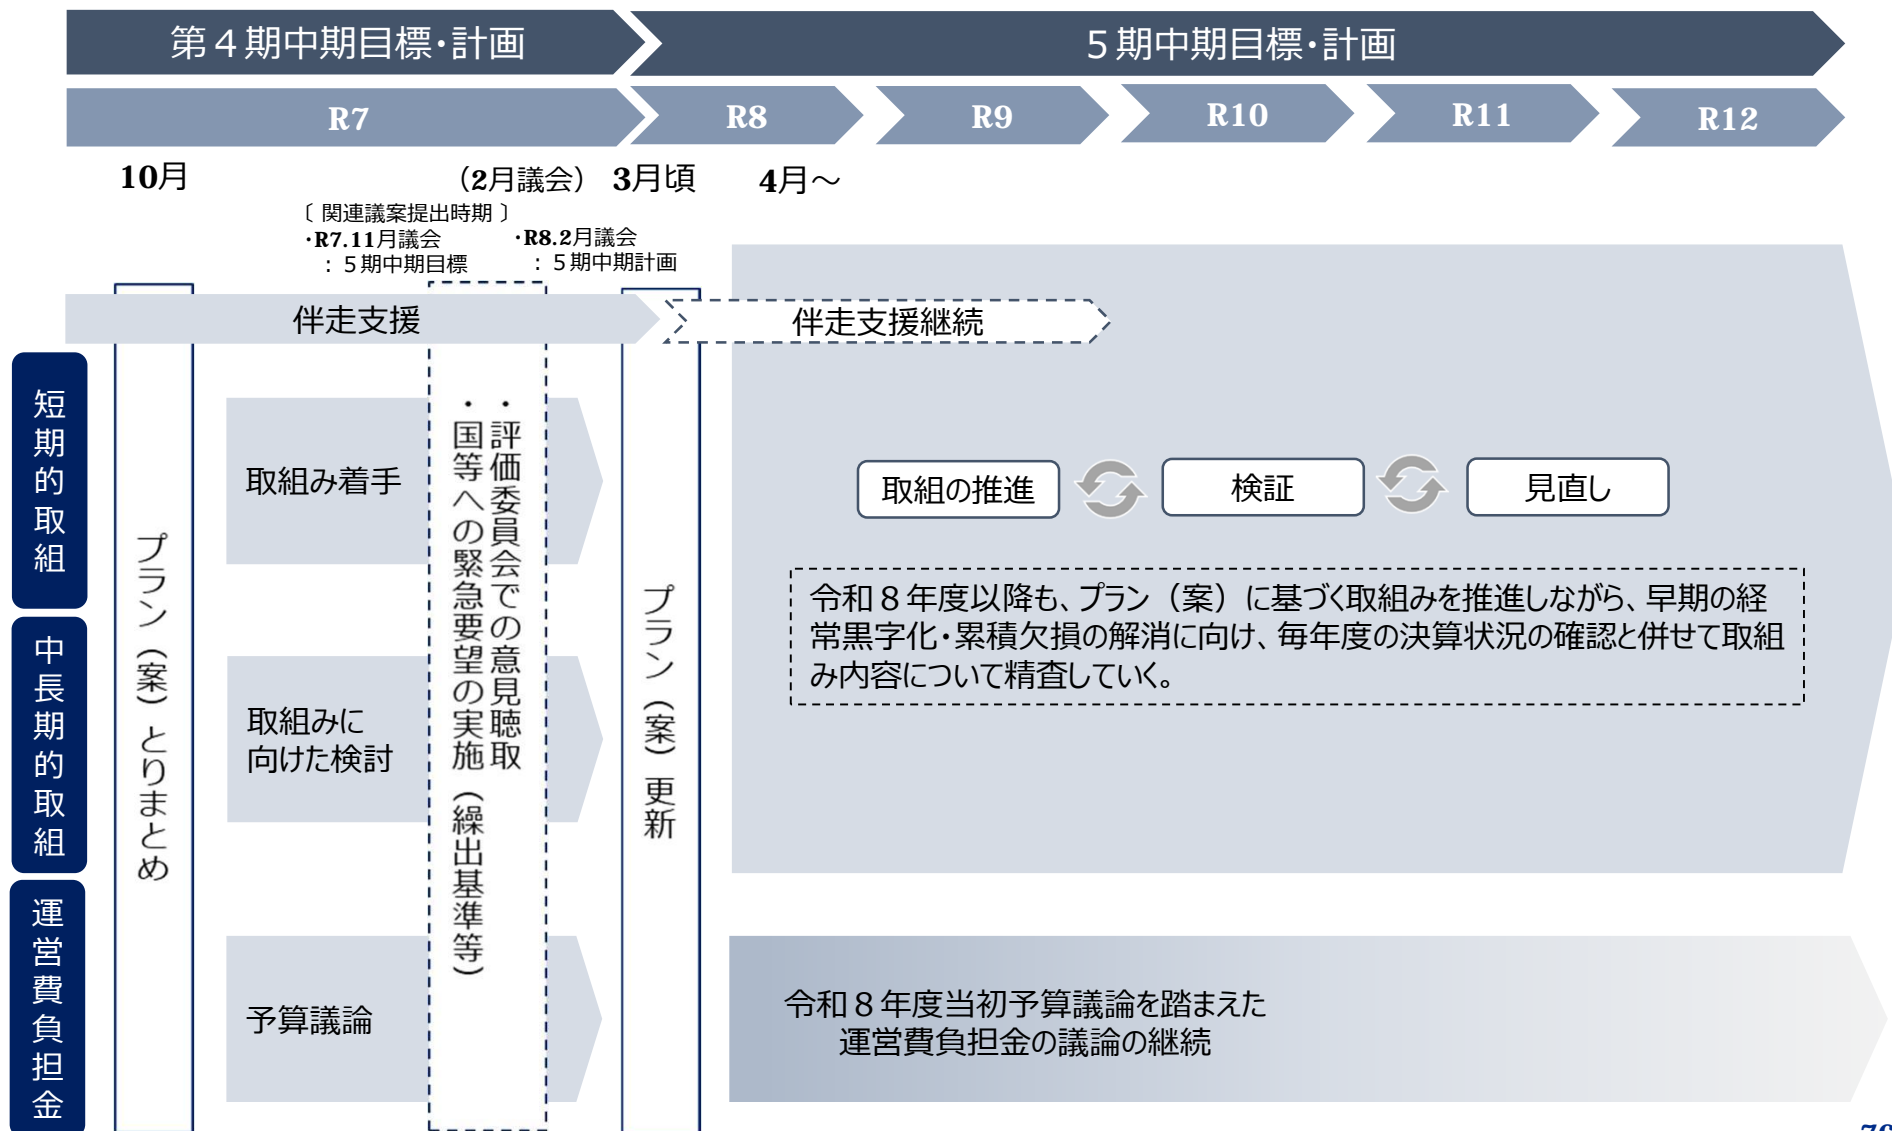 第４期中期目標・計画
５期中期目標・計画
R7
R8
R9
R10
R11
R12
10月
（2月議会）
3月頃
4月～
〔 関連議案提出時期 〕
・R7.11月議会
：５期中期目標
・R8.2月議会
：５期中期計画
伴走支援
伴走支援継続
短期的取組
中長期的取組
運営費負担金
プラン（案）とりまとめ
取組み着手
取組みに
向けた検討
予算議論
・評価委員会での意見聴取
・国等への緊急要望の実施（繰出基準等）
プラン（案）更新
取組の推進
検証
見直し
令和８年度以降も、プラン（案）に基づく取組みを推進しながら、早期の経
常黒字化・累積欠損の解消に向け、毎年度の決算状況の確認と併せて取組
み内容について精査していく。
令和８年度当初予算議論を踏まえた
運営費負担金の議論の継続